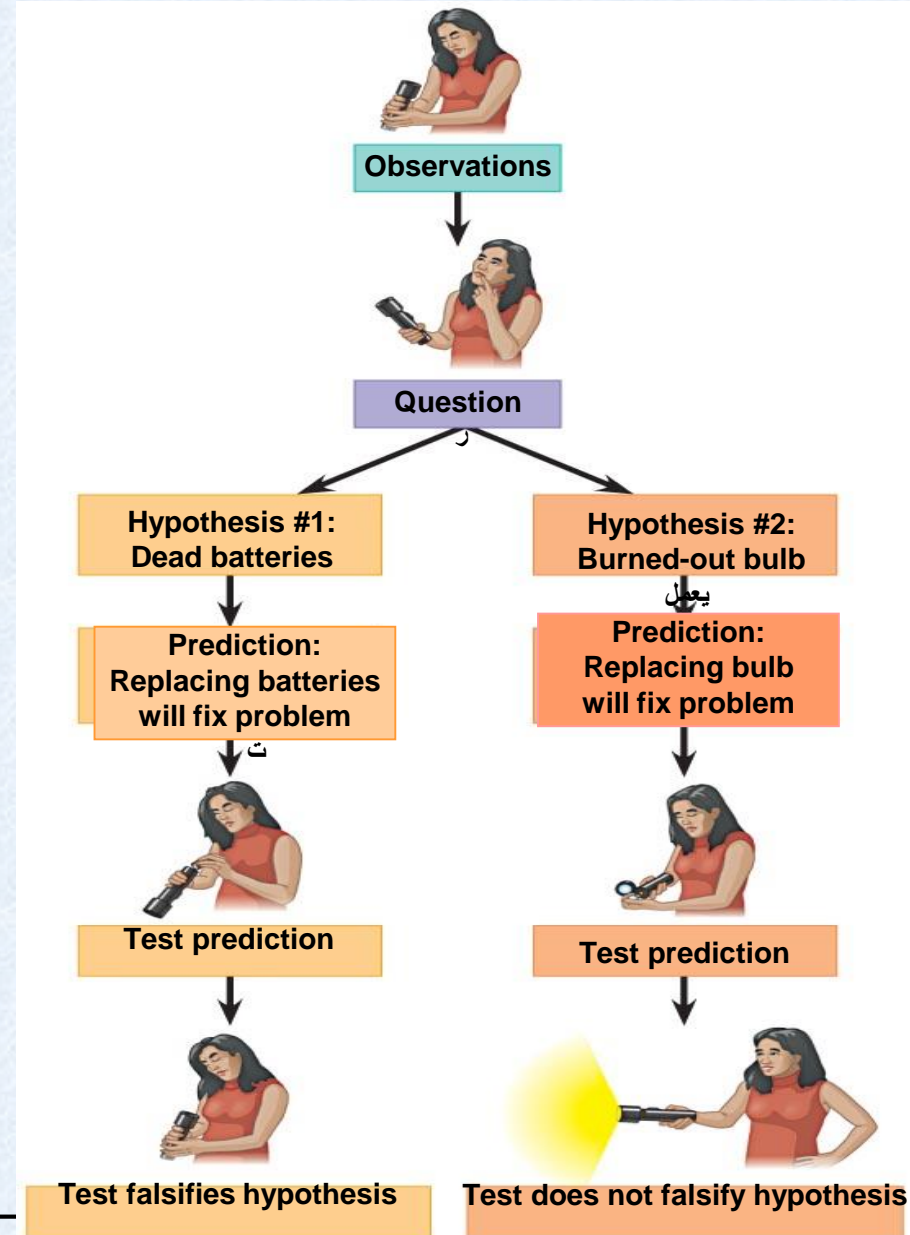 Observations
Question
ر
Hypothesis #1:
Dead batteries
Prediction:
Replacing batteries
will fix problem
ت
Test prediction
Test falsifies hypothesis
Hypothesis #2:
Burned-out bulb
يعمل
Prediction:
Replacing bulb
will fix problem
Test prediction
Test does not falsify hypothesis